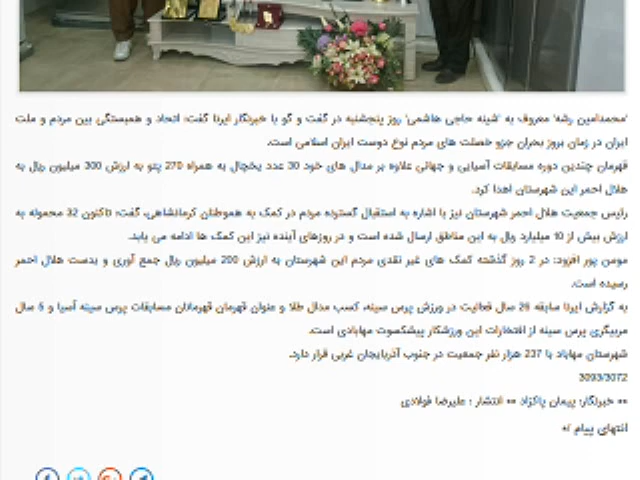 'محمدامین رشه' معروف به 'شینه حاجی هاشمی' روز پنجشنبه در گفت و گو با خبرنگار ایرنا گفت: اتحاد و همبستگی بین مردم و ملت
ایران در زمان بروز بحران جزو خصلت های مردم نوع دوست ایران اسلامی است.
قهرمان چندین دوره مسابقات آسیایی و جهانی علاوه بر مدال های خود 30 عدد یخچال به همراه 270 پتو به ارزش 300 میلیون ریال به
هلال احمر این شهرستان اهدا کرد.
رئیس جمعیت هلال احمر شهرستان نیز با اشاره به استقبال گسترده مردم در کمک به هموطنان کرمانشاهی، گفت: تاکنون 32 محموله به
ارزش بیش از 10 میلیارد ریال به این مناطق ارسال شده است و در روزهای آینده نیز این کمک ها ادامه می یابد.
مومن پور افزود: در 2 روز گذشته کمک های غیر نقدی مردم این شهرستان به ارزش 200 میلیون ریال جمع آوری و بدست هلال احمر
رسیده است.
به گزارش ایرنا سابقه 26 سال فعالیت در ورزش پرس سینه، کسب مدال طلا و عنوان قهرمان قهرمانان مسابقات پرس سینه آسیا و 6 سال
مربیگری پرس سینه از افتخارات این ورزشکار پیشکسوت مهابادی است.
شهرستان مهاباد با 237 هزار نفر جمعیت در جنوب آذربایجان غربی قرار دارد.
3093/3072
** خبرنگار: پیمان پاکزاد ** انتشار : علیرضا فولادی
انتهای پیام /*